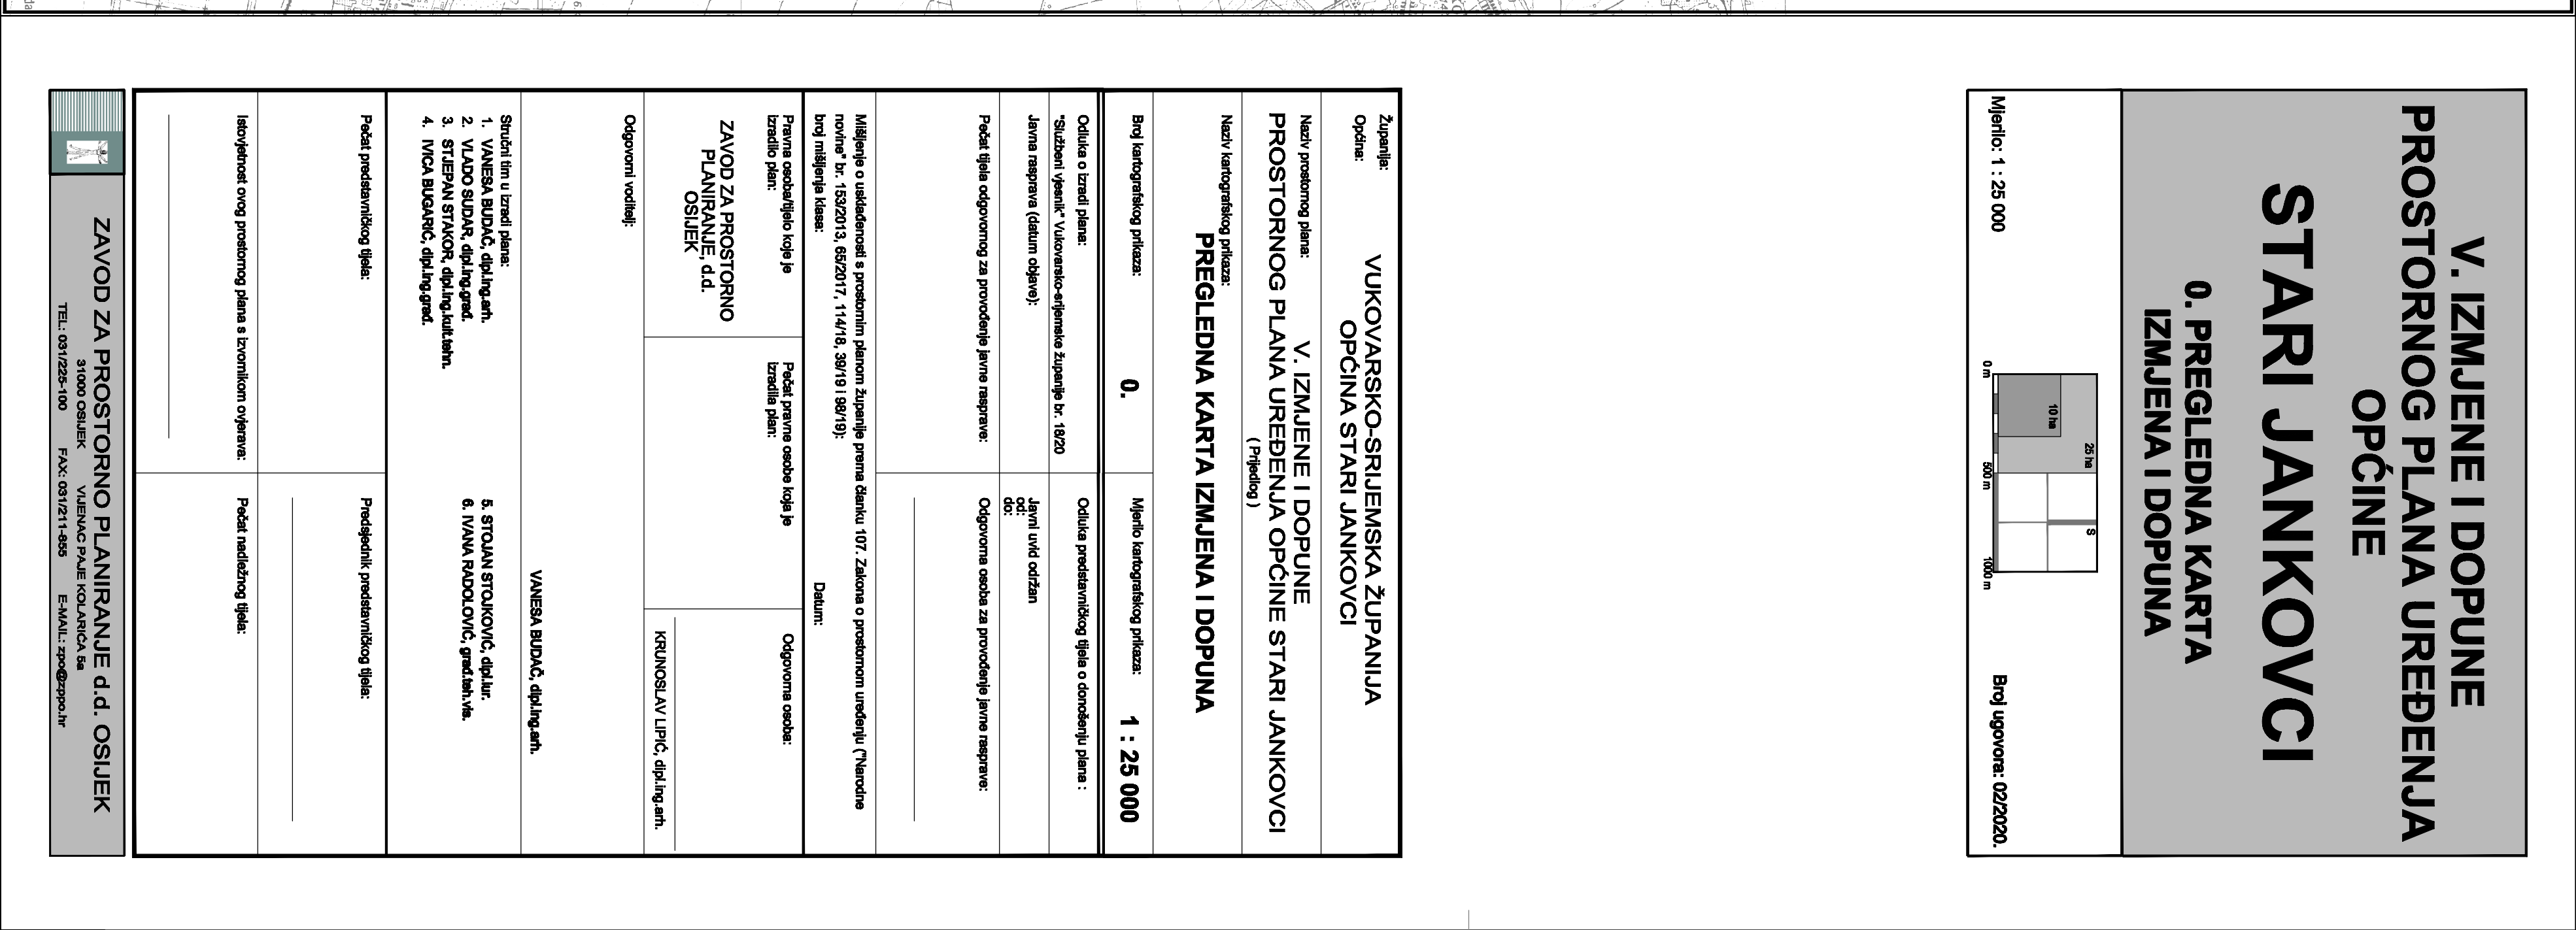 V. IZMJENE I DOPUNE
PROSTORNOG PLANA UREĐENJA
OPĆINE
STARI JANKOVCI
0. PREGLEDNA KARTA
IZMJENA I DOPUNA
25 ha
S
10 ha
0 m
500 m
1000 m
Mjerilo: 1 : 25 000
Broj ugovora: 02/2020.
Županija:
VUKOVARSKO-SRIJEMSKA ŽUPANIJA
Općina:
OPĆINA STARI JANKOVCI
Naziv prostornog plana:
V. IZMJENE I DOPUNE
PROSTORNOG PLANA UREĐENJA OPĆINE STARI JANKOVCI
( Prijedlog )
Naziv kartografskog prikaza:
PREGLEDNA KARTA IZMJENA I DOPUNA
Broj kartografskog prikaza:
0.
Mjerilo kartografskog prikaza:
1 : 25 000
Odluka o izradi plana:
"Službeni vjesnik" Vukovarsko-srijemske županije br. 18/20
Odluka predstavničkog tijela o donošenju plana :
Javna rasprava (datum objave):
Javni uvid održan
od:
do:
Pečat tijela odgovornog za provođenje javne rasprave:
Odgovorna osoba za provođenje javne rasprave:
Mišljenje o usklađenosti s prostornim planom županije prema članku 107. Zakona o prostornom uređenju ("Narodne
novine" br. 153/2013, 65/2017, 114/18, 39/19 i 98/19):
broj mišljenja klasa:
Datum:
Pravna osoba/tijelo koje je
izradilo plan:
ZAVOD ZA PROSTORNO
PLANIRANJE, d.d.
OSIJEK
Pečat pravne osobe koja je
izradila plan:
Odgovorna osoba:
KRUNOSLAV LIPIĆ, dipl.ing.arh.
Odgovorni voditelj:
VANESA BUDAČ, dipl.ing.arh.
Stručni tim u izradi plana:
1. VANESA BUDAČ, dipl.ing.arh.
2. VLADO SUDAR, dipl.ing.građ.
3. STJEPAN STAKOR, dipl.ing.kult.tehn.
4. IVICA BUGARIĆ, dipl.ing.građ.
5. STOJAN STOJKOVIĆ, dipl.iur.
6. IVANA RADOLOVIĆ, građ.teh.vis.
Pečat predstavničkog tijela:
Predsjednik predstavničkog tijela:
Istovjetnost ovog prostornog plana s izvornikom ovjerava:
Pečat nadležnog tijela:
ZAVOD ZA PROSTORNO PLANIRANJE d.d. OSIJEK
31000 OSIJEK VIJENAC PAJE KOLARIĆA 5a
TEL: 031/225-100 FAX: 031/211-855 E-MAIL: zpo@zppo.hr